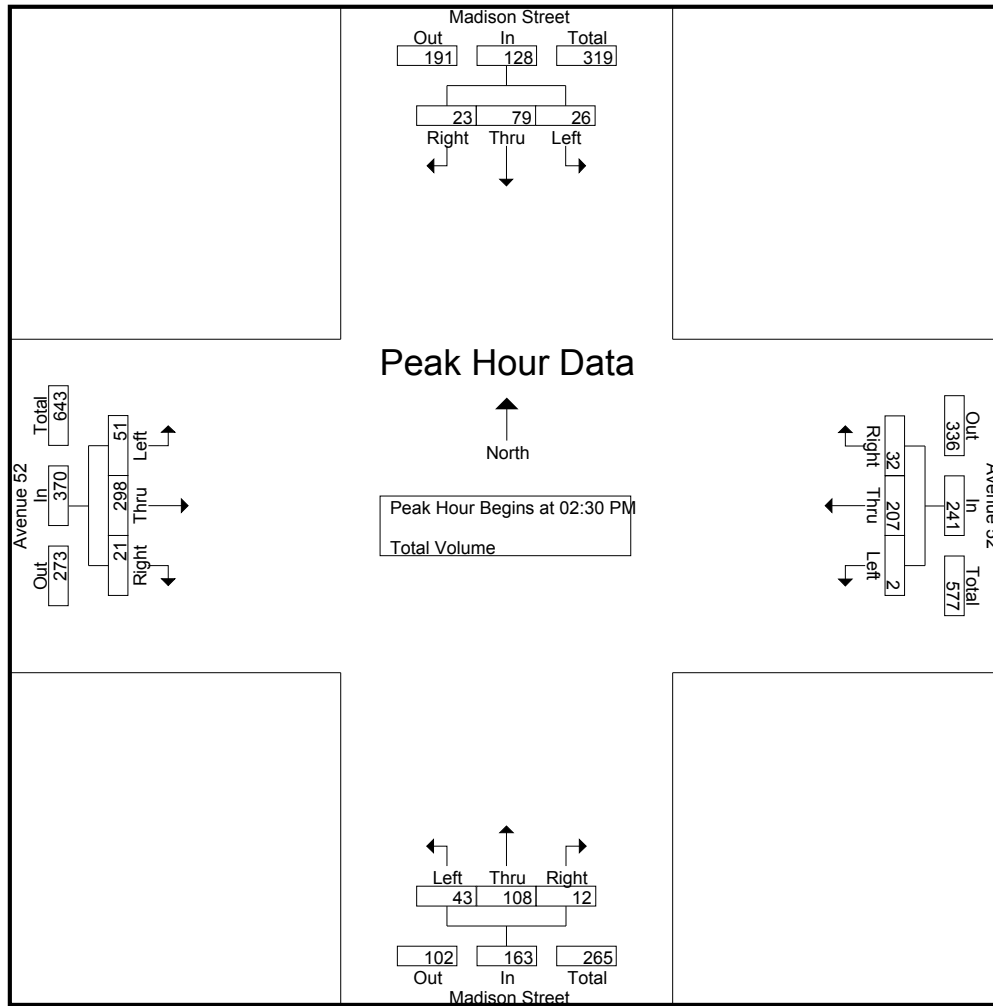 Madison Street
Out In Total
191 128 319
23 79 26
Right Thru Left
Peak Hour Data
North
Peak Hour Begins at 02:30 PM
Total Volume
Avenue 52
Total In Out
643 370 273
51 298 21
Left Thru Right
Avenue 52
Out In Total
336 241 577
32 207 2
Right Thru Left
Left Thru Right
43 108 12
102 163 265
Out In Total
Madison Street